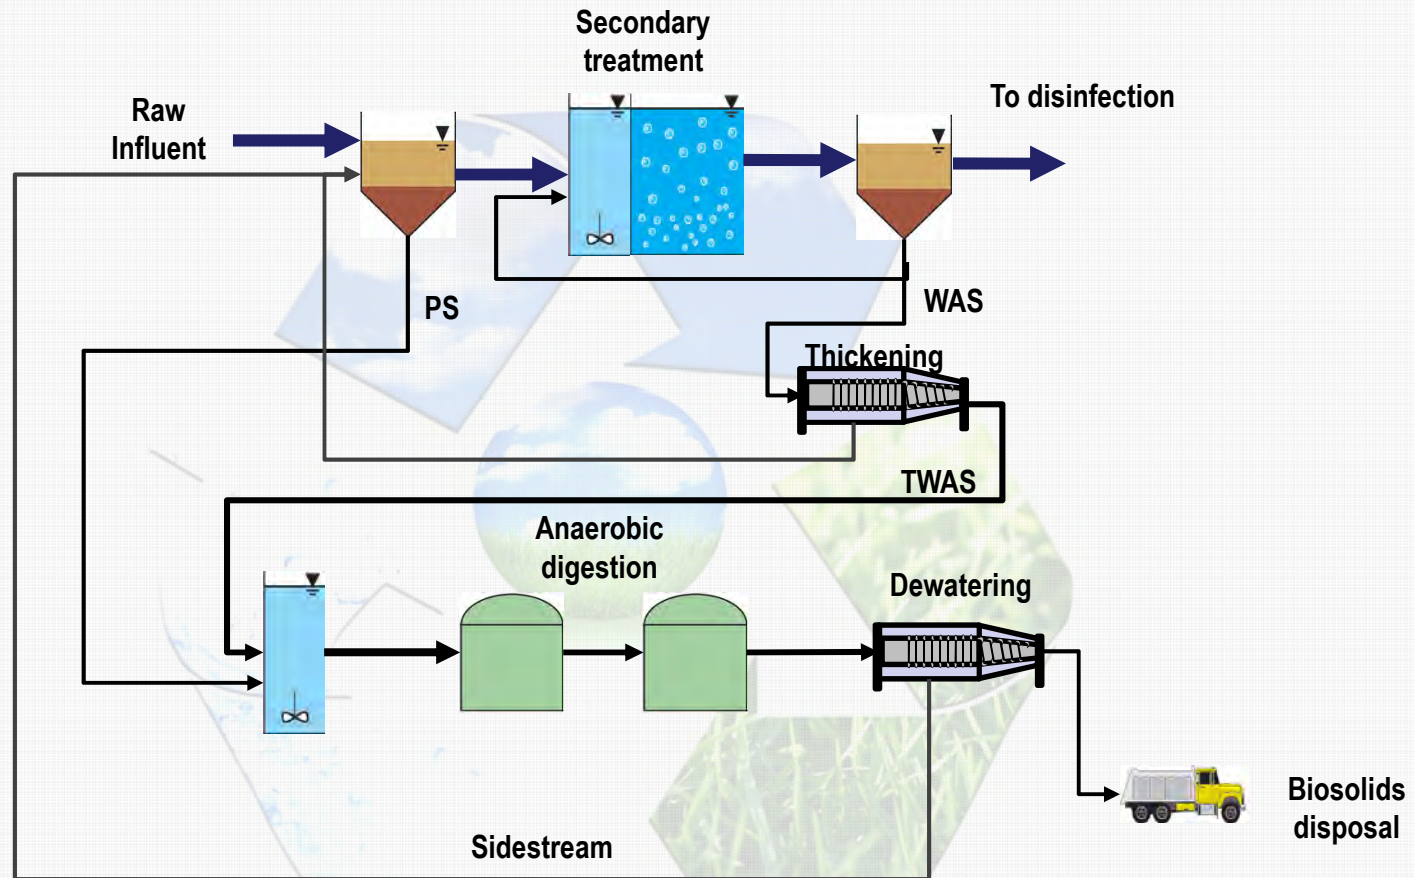 Secondary
treatment
Raw
Influent
To disinfection
PS
WAS
Thickening
TWAS
Anaerobic
digestion
Dewatering
Biosolids
disposal
Sidestream